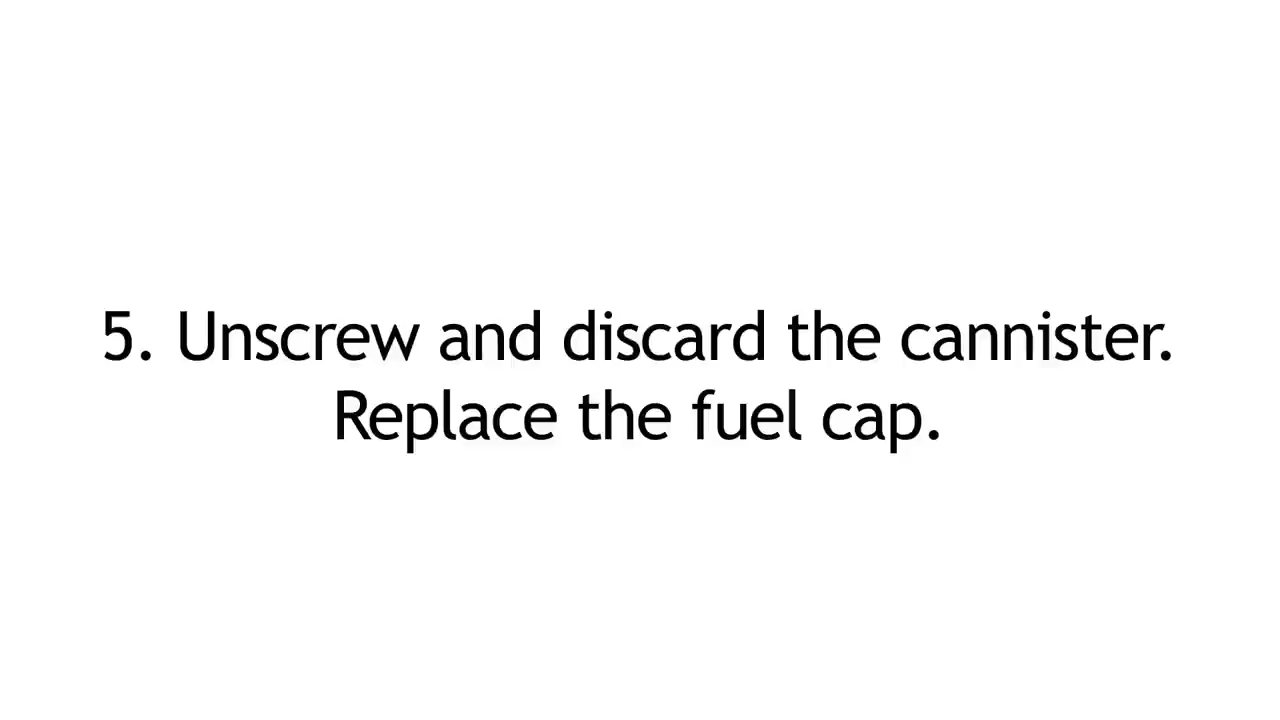 5. Unscrew and discard the cannister.
Replace the fuel cap.